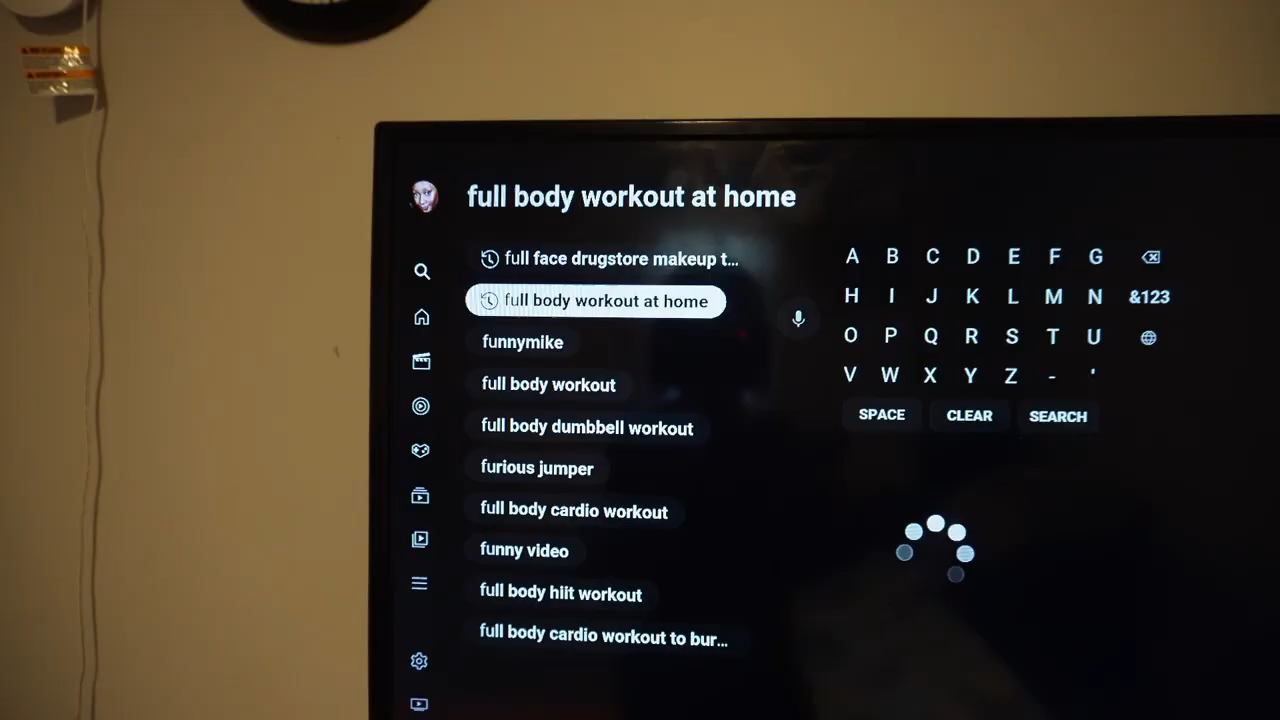 full body workout at home
full face drugstore makeup t...
full body workout at home
funnymike
full body workout
full body dumbbell workout
furious jumper
full body cardio workout
funny video
full body hiit workout
full body cardio workout to bur...
A B C D E F G
H I J K L M N &123
O P Q R S T U
V W X Y Z - '
SPACE CLEAR SEARCH